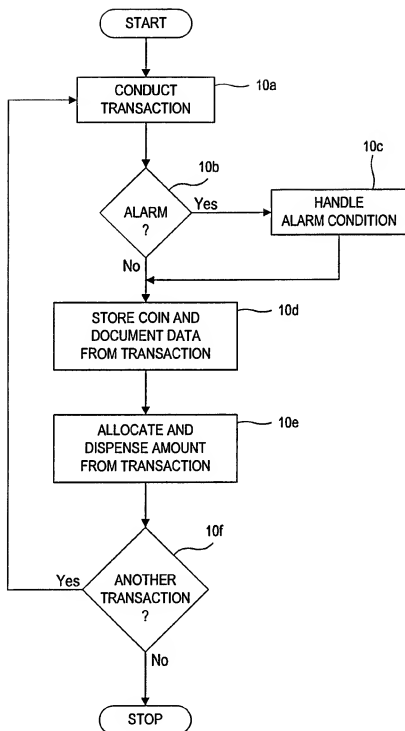 START
CONDUCT
TRANSACTION
10a
10b
10c
ALARM
?
Yes
HANDLE
ALARM CONDITION
No
STORE COIN AND
DOCUMENT DATA
FROM TRANSACTION
10d
ALLOCATE AND
DISPENSE AMOUNT
FROM TRANSACTION
10e
10f
Yes
ANOTHER
TRANSACTION
?
No
STOP